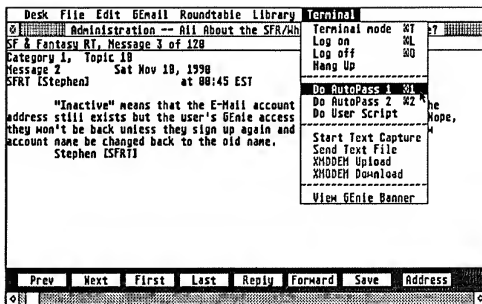 Desk File Edit GEmail Roundtable Library Terminal
Administration -- All About the SFR/Wh e?
SF & Fantasy RT, Message 3 of 128
Category 1, Topic 18
Message 2 Sat Nov 10, 1990
SFRT [Stephen] at 00:45 EST
"Inactive" means that the E-Mail account he
address still exists but the user's GEnie access Nope,
they won't be back unless they sign up again and
account name be changed back to the old name.
Stephen [SFRT]
Terminal mode ⌘T
Log on ⌘L
Log off ⌘O
Hang Up
Do AutoPass 1 ⌘1
Do AutoPass 2 ⌘2
Do User Script
Start Text Capture
Send Text File
XMODEM Upload
XMODEM Download
View GEnie Banner
Prev Next First Last Reply Forward Save Address